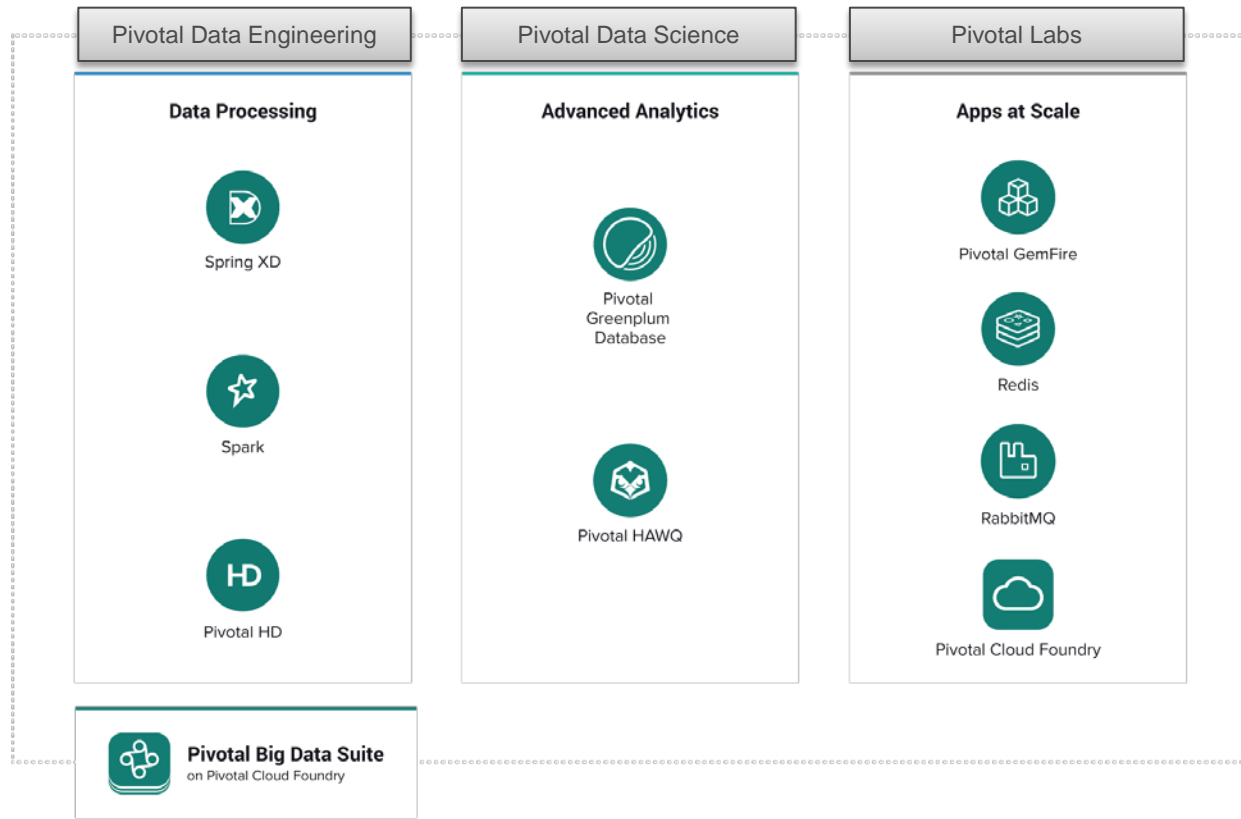 Pivotal Data Engineering
Data Processing
Spring XD
Spark
HD
Pivotal HD
Pivotal Data Science
Advanced Analytics
Pivotal
Greenplum
Database
Pivotal HAWQ
Pivotal Labs
Apps at Scale
Pivotal GemFire
Redis
RabbitMQ
Pivotal Cloud Foundry
Pivotal Big Data Suite
on Pivotal Cloud Foundry